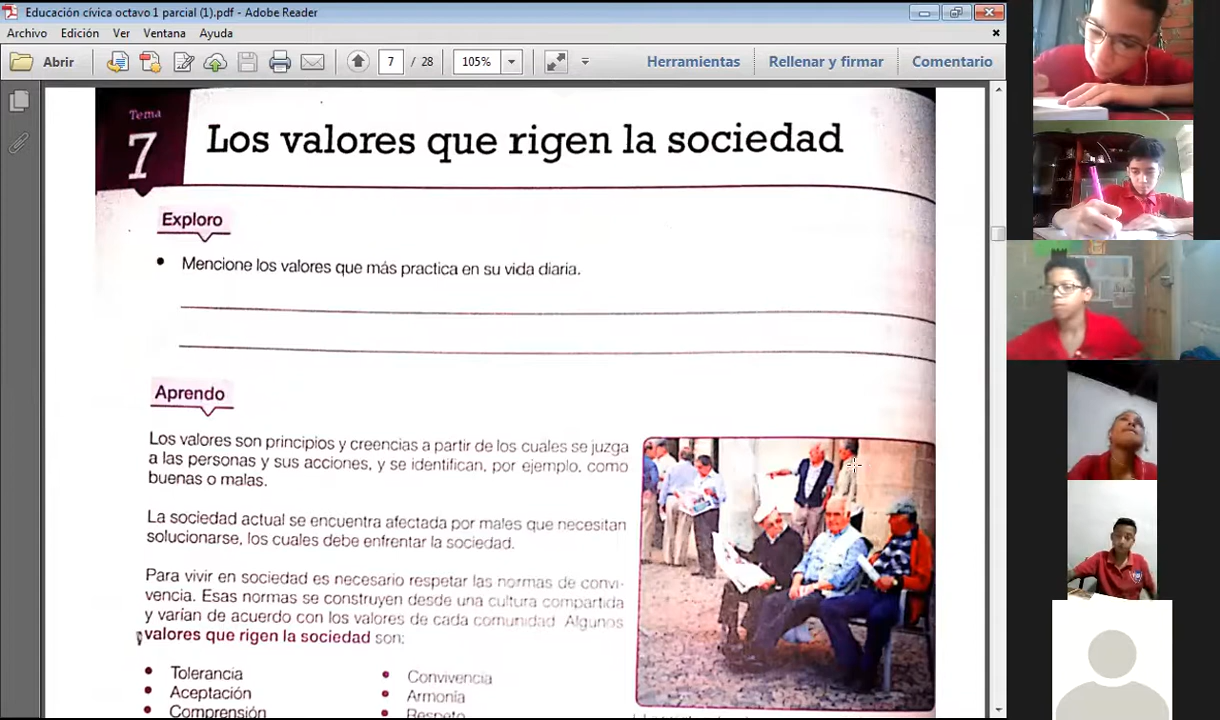 Educación cívica octavo 1 parcial (1).pdf - Adobe Reader
Archivo Edición Ver Ventana Ayuda
Abrir 7 / 28 105% Herramientas Rellenar y firmar Comentario
Tema
7
Los valores que rigen la sociedad
Exploro
• Mencione los valores que más practica en su vida diaria.
Aprendo
Los valores son principios y creencias a partir de los cuales se juzga
a las personas y sus acciones, y se identifican, por ejemplo, como
buenas o malas.
La sociedad actual se encuentra afectada por males que necesitan
solucionarse, los cuales debe enfrentar la sociedad.
Para vivir en sociedad es necesario respetar las normas de convi-
vencia. Esas normas se construyen desde una cultura compartida
y varían de acuerdo con los valores de cada comunidad. Algunos
valores que rigen la sociedad son:
• Tolerancia
• Aceptación
• Comprensión
• Convivencia
• Armonía
• Respeto